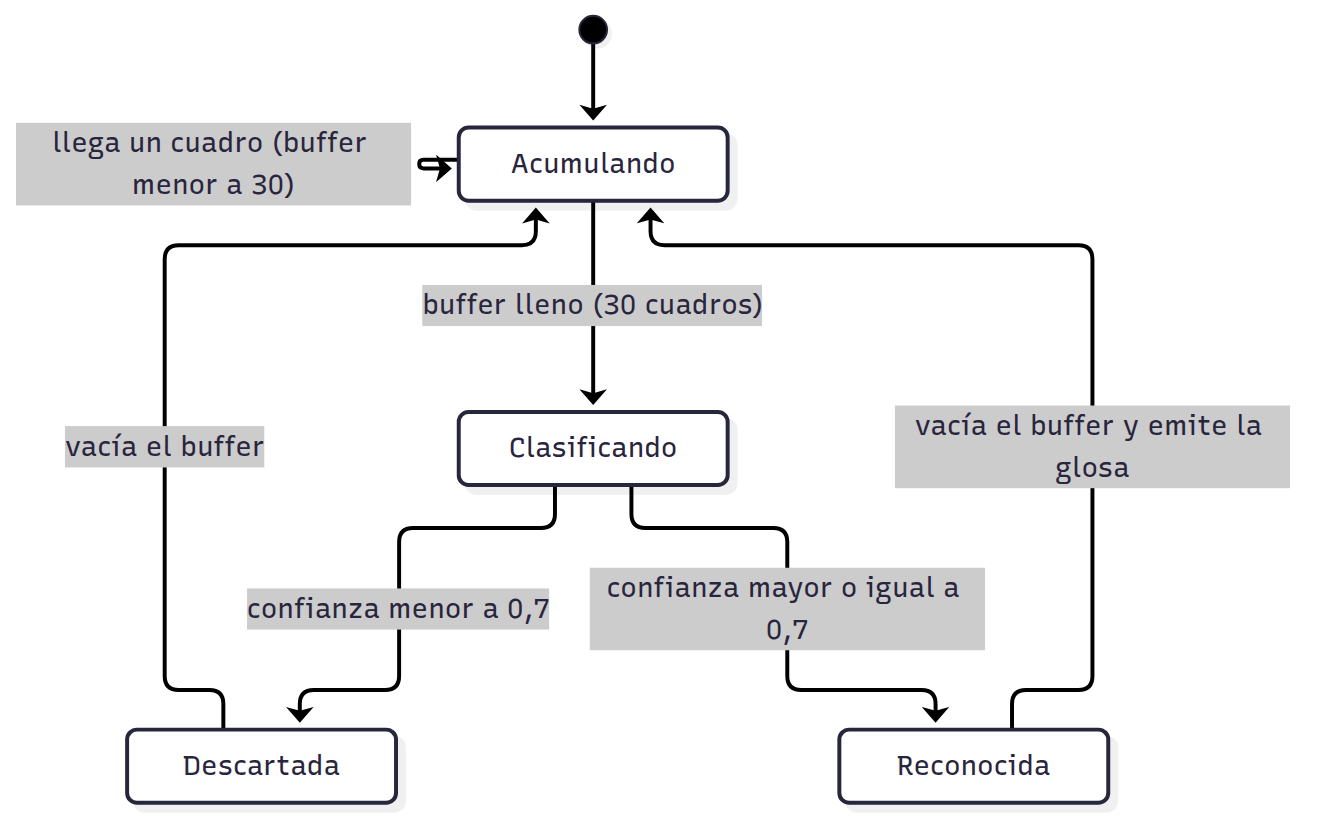 llega un cuadro (buffer
menor a 30)
Acumulando
buffer lleno (30 cuadros)
vacía el buffer
Clasificando
vacía el buffer y emite la
glosa
confianza menor a 0,7
confianza mayor o igual a
0,7
Descartada
Reconocida